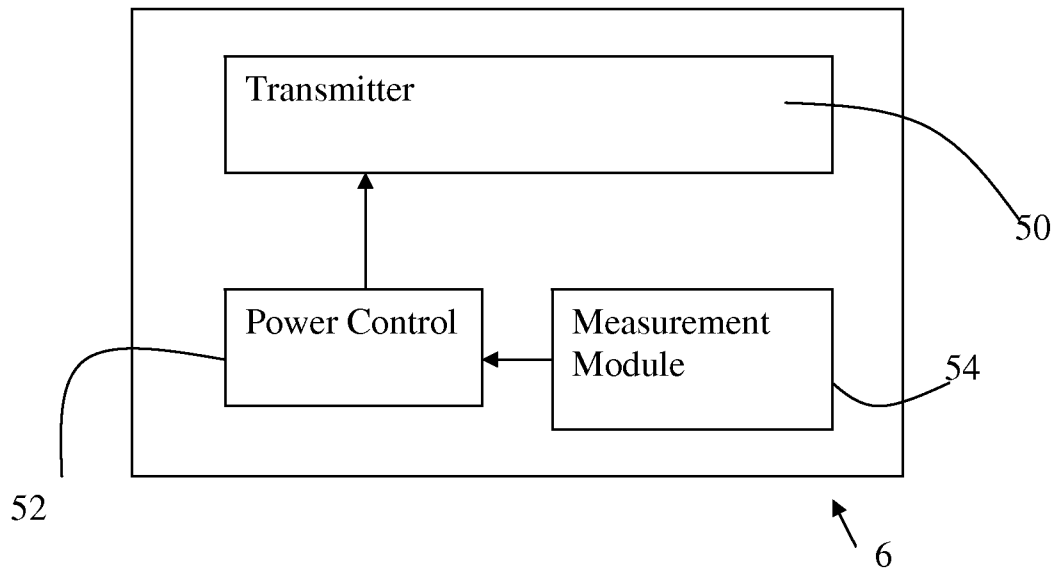 Transmitter
50
Power Control
Measurement
Module
54
52
6